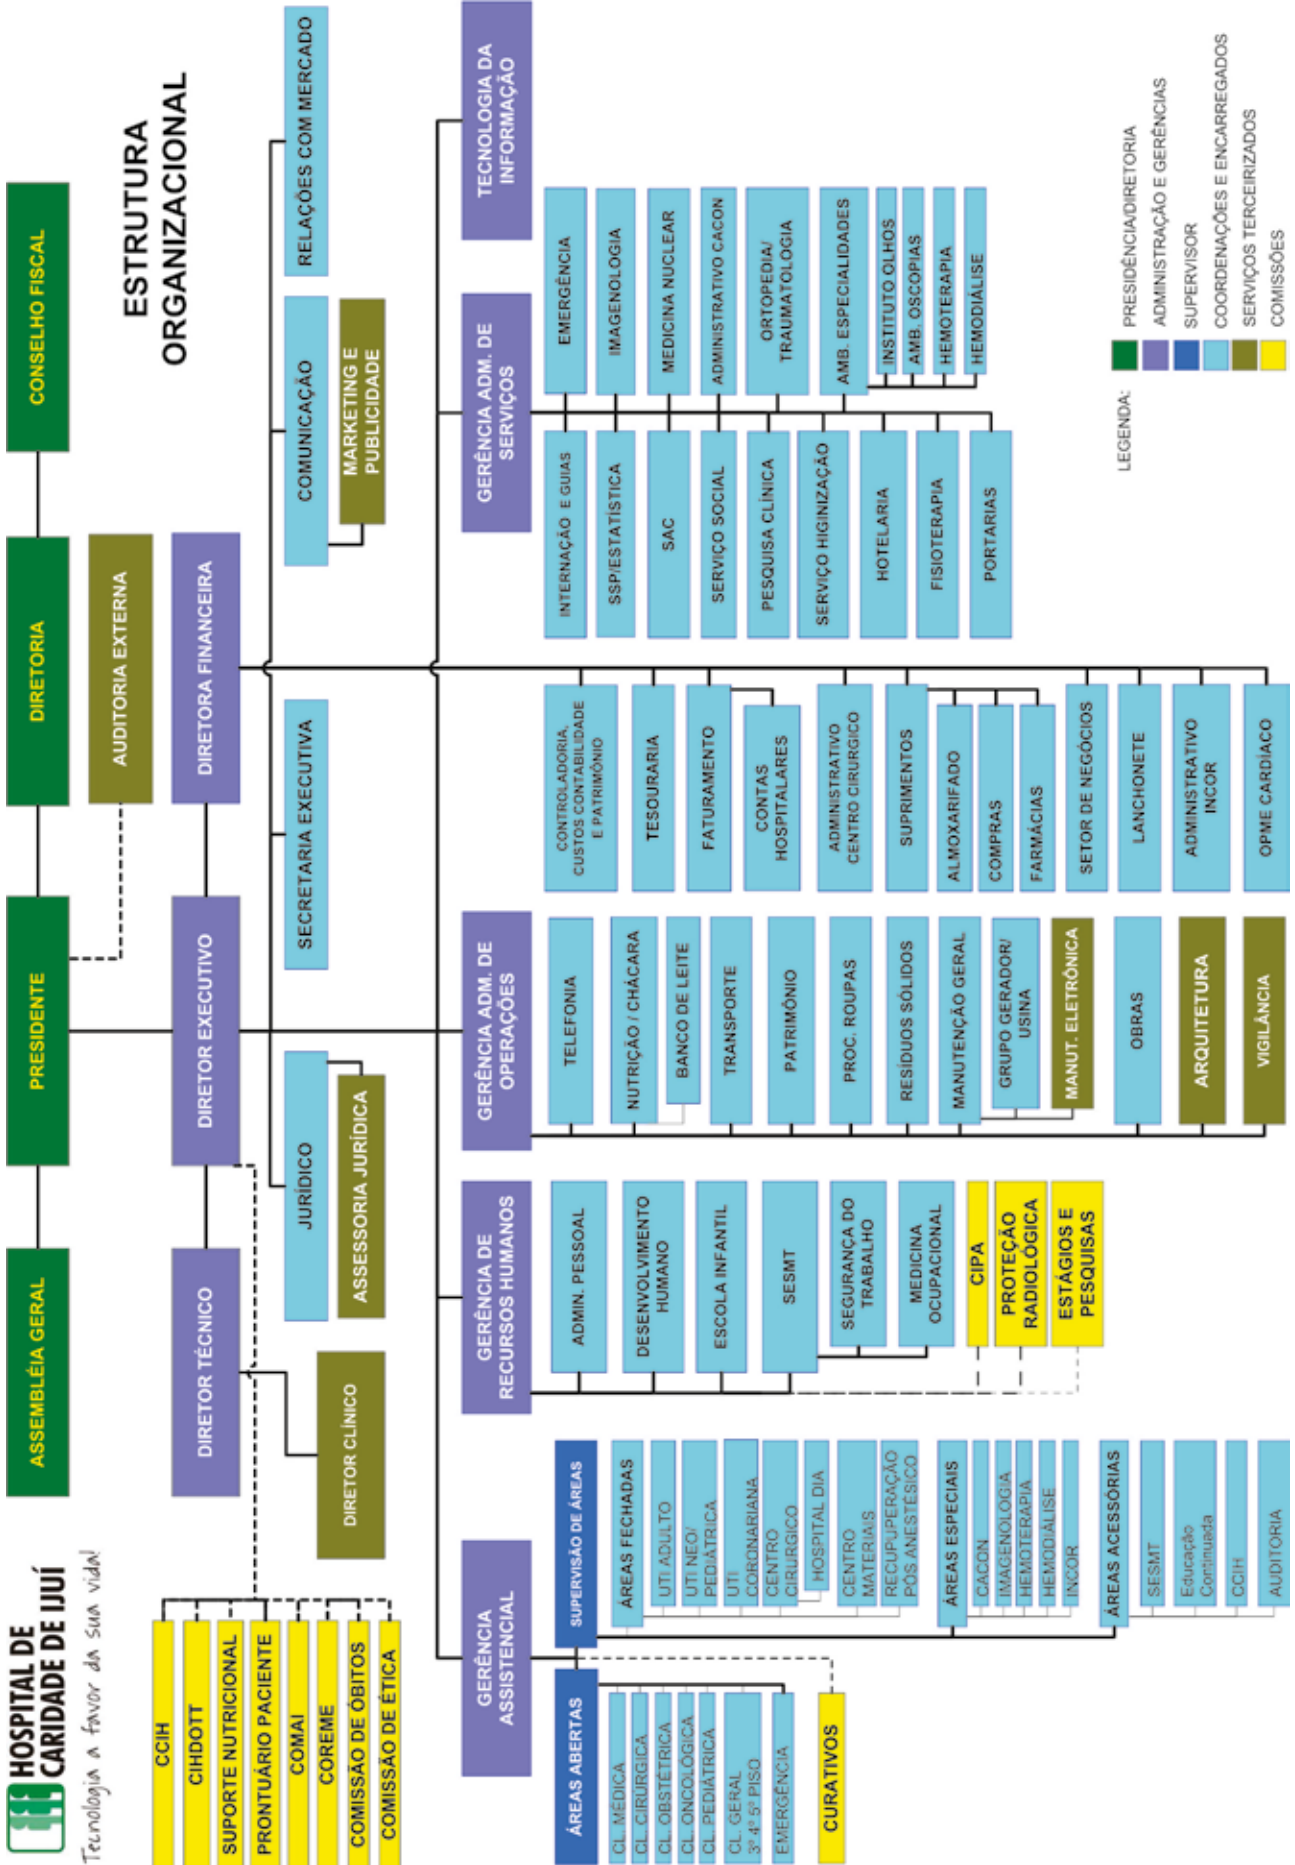 HOSPITAL DE
CARIDADE DE IJUÍ
Tecnologia a favor da sua vida!
ESTRUTURA
ORGANIZACIONAL
ASSEMBLÉIA GERAL
PRESIDENTE
DIRETORIA
CONSELHO FISCAL
AUDITORIA EXTERNA
DIRETOR TÉCNICO
DIRETOR EXECUTIVO
DIRETORA FINANCEIRA
CCIH
CIHDOTT
SUPORTE NUTRICIONAL
PRONTUÁRIO PACIENTE
COMAI
COREME
COMISSÃO DE ÓBITOS
COMISSÃO DE ÉTICA
DIRETOR CLÍNICO
JURÍDICO
ASSESSORIA JURÍDICA
SECRETARIA EXECUTIVA
COMUNICAÇÃO
MARKETING E
PUBLICIDADE
RELAÇÕES COM MERCADO
GERÊNCIA
ASSISTENCIAL
GERÊNCIA DE
RECURSOS HUMANOS
GERÊNCIA ADM. DE
OPERAÇÕES
GERÊNCIA ADM. DE
SERVIÇOS
TECNOLOGIA DA
INFORMAÇÃO
ÁREAS ABERTAS
CL. MÉDICA
CL. CIRURGICA
CL. OBSTÉTRICA
CL. ONCOLÓGICA
CL. PEDIÁTRICA
CL. GERAL
3º 4º 5º PISO
EMERGÊNCIA
CURATIVOS
SUPERVISÃO DE ÁREAS
ÁREAS FECHADAS
UTI ADULTO
UTI NEO/
PEDIÁTRICA
UTI
CORONARIANA
CENTRO
CIRURGICO
HOSPITAL DIA
CENTRO
MATERIAIS
RECUPUPERAÇÃO
PÓS ANESTÉSICO
ÁREAS ESPECIAIS
CACON
IMAGENOLOGIA
HEMOTERAPIA
HEMODIÁLISE
INCOR
ÁREAS ACESSÓRIAS
SESMT
Educação
Continuada
CCIH
AUDITORIA
ADMIN. PESSOAL
DESENVOLVIMENTO
HUMANO
ESCOLA INFANTIL
SESMT
SEGURANÇA DO
TRABALHO
MEDICINA
OCUPACIONAL
CIPA
PROTEÇÃO
RADIOLÓGICA
ESTÁGIOS E
PESQUISAS
TELEFONIA
NUTRIÇÃO / CHÁCARA
BANCO DE LEITE
TRANSPORTE
PATRIMÔNIO
PROC. ROUPAS
RESÍDUOS SÓLIDOS
MANUTENÇÃO GERAL
GRUPO GERADOR/
USINA
MANUT. ELETRÔNICA
OBRAS
ARQUITETURA
VIGILÂNCIA
CONTROLADORIA,
CUSTOS CONTABILIDADE
E PATRIMÔNIO
TESOURARIA
FATURAMENTO
CONTAS
HOSPITALARES
ADMINISTRATIVO
CENTRO CIRURGICO
SUPRIMENTOS
ALMOXARIFADO
COMPRAS
FARMÁCIAS
SETOR DE NEGÓCIOS
LANCHONETE
ADMINISTRATIVO
INCOR
OPME CARDÍACO
INTERNAÇÃO E GUIAS
SSP/ESTATÍSTICA
SAC
SERVIÇO SOCIAL
PESQUISA CLÍNICA
SERVIÇO HIGINIZAÇÃO
HOTELARIA
FISIOTERAPIA
PORTARIAS
EMERGÊNCIA
IMAGENOLOGIA
MEDICINA NUCLEAR
ADMINISTRATIVO CACON
ORTOPEDIA/
TRAUMATOLOGIA
AMB. ESPECIALIDADES
INSTITUTO OLHOS
AMB. OSCOPIAS
HEMOTERAPIA
HEMODIÁLISE
LEGENDA:
PRESIDÊNCIA/DIRETORIA
ADMINISTRAÇÃO E GERÊNCIAS
SUPERVISOR
COORDENAÇÕES E ENCARREGADOS
SERVIÇOS TERCEIRIZADOS
COMISSÕES